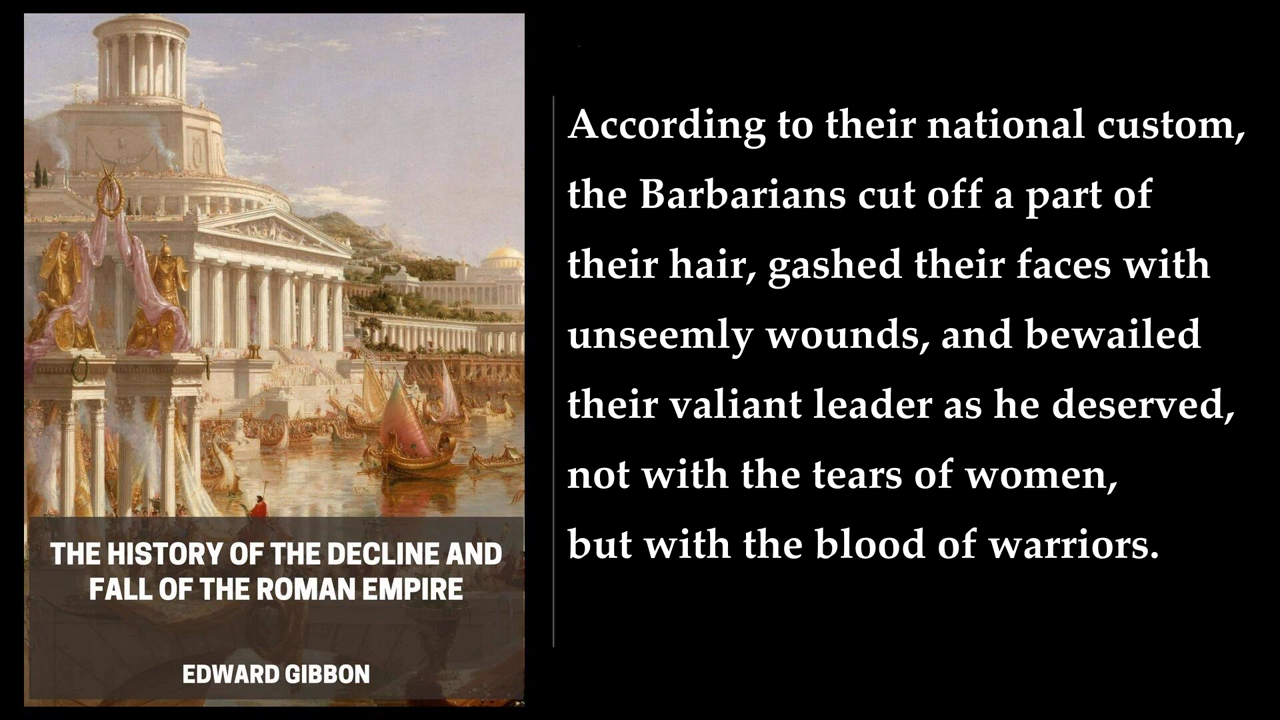 THE HISTORY OF THE DECLINE AND
FALL OF THE ROMAN EMPIRE
EDWARD GIBBON
According to their national custom,
the Barbarians cut off a part of
their hair, gashed their faces with
unseemly wounds, and bewailed
their valiant leader as he deserved,
not with the tears of women,
but with the blood of warriors.